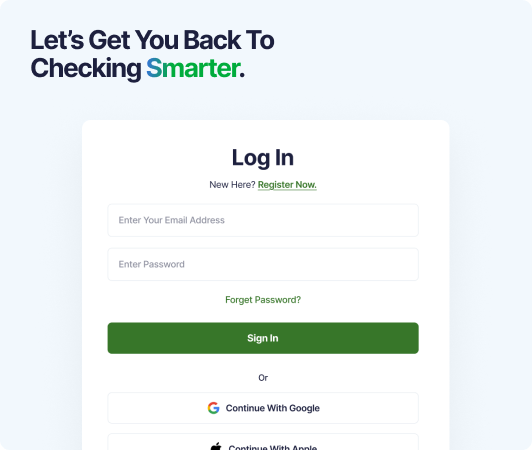 Let's Get You Back To
Checking Smarter.
Log In
New Here? Register Now.
Enter Your Email Address
Enter Password
Forget Password?
Sign In
Or
Continue With Google
Continue With Apple